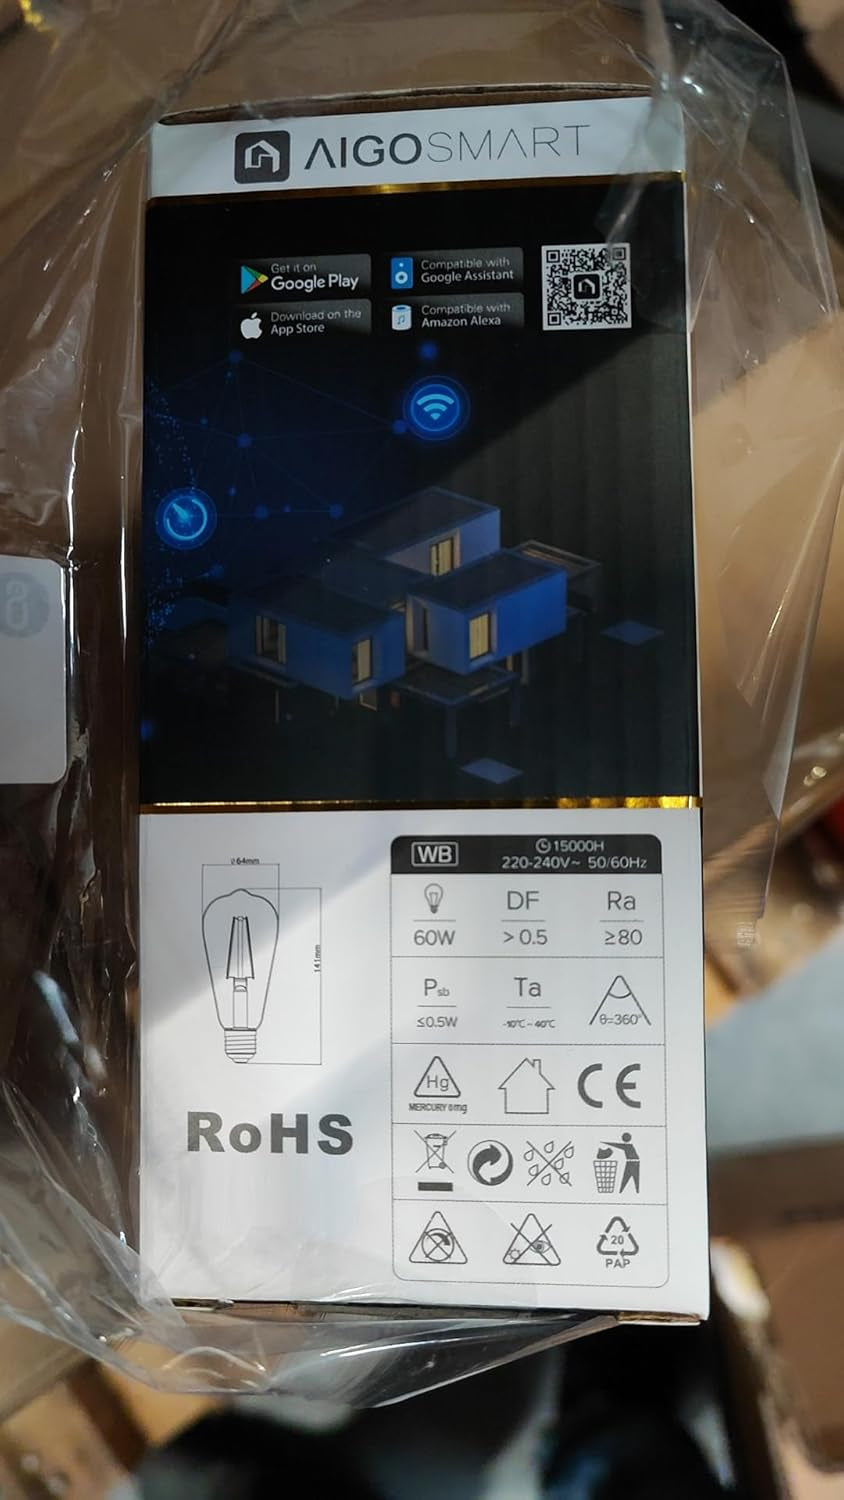 AIGOSMART
Get it on
Google Play
Compatible with
Google Assistant
Download on the
App Store
Compatible with
Amazon Alexa
ø64mm
141mm
RoHS
WB
15000H
220-240V~ 50/60Hz
60W
DF
> 0.5
Ra
≥80
Psb
≤0.5W
Ta
-10°C~40°C
θ=360°
Hg
MERCURY 0mg
CE
20
PAP